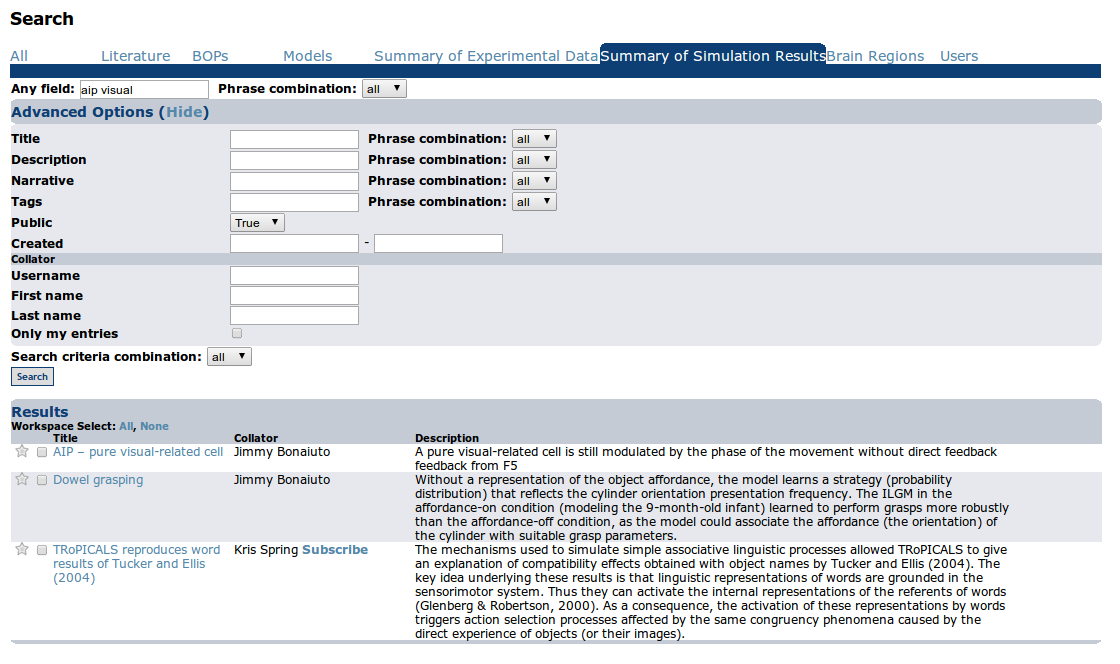 Search
All Literature BOPs Models Summary of Experimental Data Summary of Simulation Results Brain Regions Users
Any field: aip visual Phrase combination: all
Advanced Options (Hide)
Title Phrase combination: all
Description Phrase combination: all
Narrative Phrase combination: all
Tags Phrase combination: all
Public True
Created -
Collator
Username
First name
Last name
Only my entries
Search criteria combination: all
Search
Results
Workspace Select: All, None
Title Collator Description
AIP – pure visual-related cell Jimmy Bonaiuto A pure visual-related cell is still modulated by the phase of the movement without direct feedback
feedback from F5
Dowel grasping Jimmy Bonaiuto Without a representation of the object affordance, the model learns a strategy (probability
distribution) that reflects the cylinder orientation presentation frequency. The ILGM in the
affordance-on condition (modeling the 9-month-old infant) learned to perform grasps more robustly
than the affordance-off condition, as the model could associate the affordance (the orientation) of
the cylinder with suitable grasp parameters.
TRoPICALS reproduces word Kris Spring Subscribe The mechanisms used to simulate simple associative linguistic processes allowed TRoPICALS to give
results of Tucker and Ellis an explanation of compatibility effects obtained with object names by Tucker and Ellis (2004). The
(2004) key idea underlying these results is that linguistic representations of words are grounded in the
sensorimotor system. Thus they can activate the internal representations of the referents of words
(Glenberg & Robertson, 2000). As a consequence, the activation of these representations by words
triggers action selection processes affected by the same congruency phenomena caused by the
direct experience of objects (or their images).